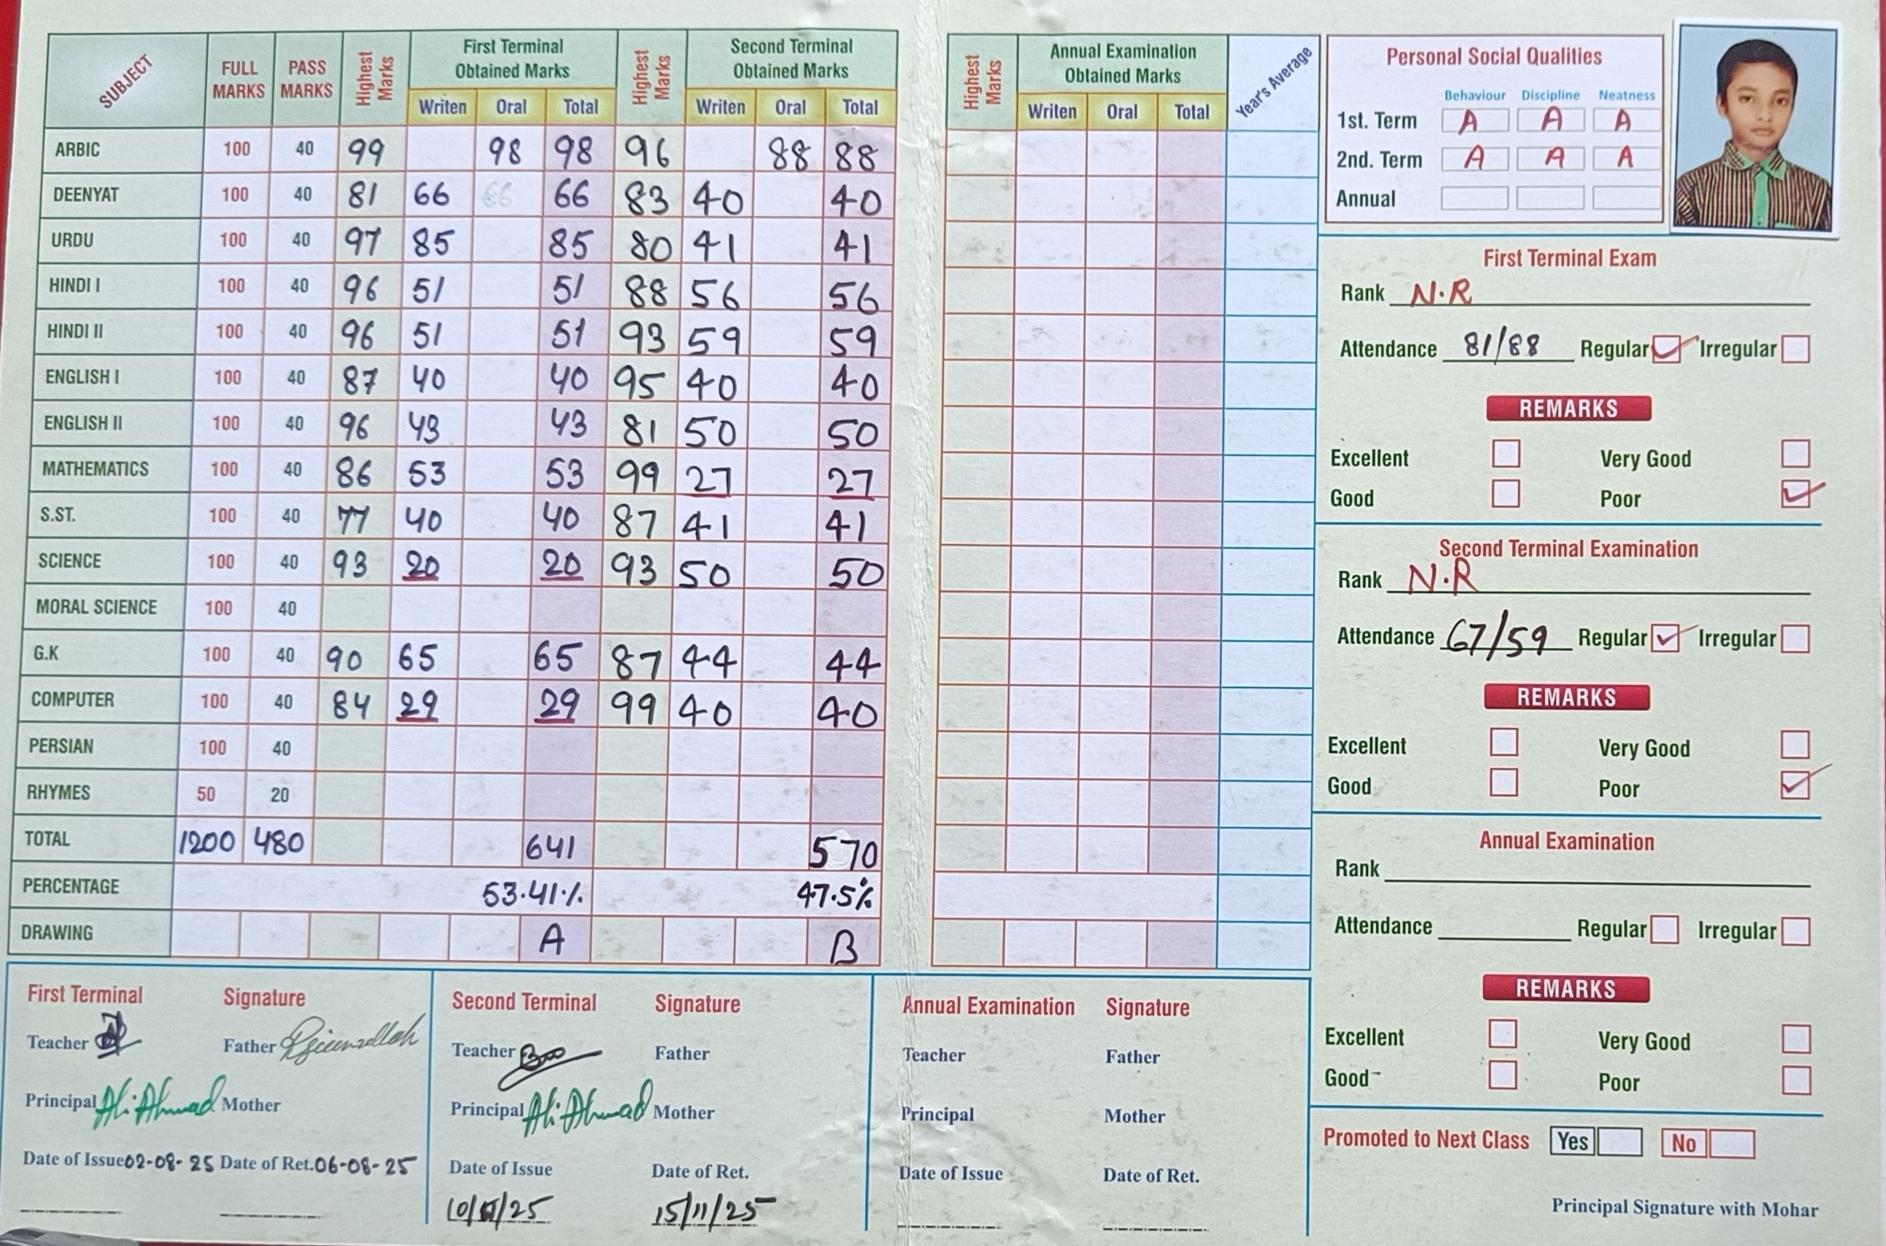 SUBJECT FULL MARKS PASS MARKS Highest Marks First Terminal Obtained Marks Highest Marks Second Terminal Obtained Marks
Writen Oral Total Writen Oral Total
ARBIC 100 40 99 98 98 96 88 88
DEENYAT 100 40 81 66 66 66 83 40 40
URDU 100 40 97 85 85 80 41 41
HINDI I 100 40 96 51 51 88 56 56
HINDI II 100 40 96 51 51 93 59 59
ENGLISH I 100 40 87 40 40 95 40 40
ENGLISH II 100 40 96 43 43 81 50 50
MATHEMATICS 100 40 86 53 53 99 27 27
S.ST. 100 40 77 40 40 87 41 41
SCIENCE 100 40 93 20 20 93 50 50
MORAL SCIENCE 100 40
G.K 100 40 90 65 65 87 44 44
COMPUTER 100 40 84 29 29 99 40 40
PERSIAN 100 40
RHYMES 50 20
TOTAL 1200 480 641 570
PERCENTAGE 53.41% 47.5%
DRAWING A B
Highest Marks Annual Examination Obtained Marks Year's Average
Writen Oral Total
Personal Social Qualities
Behaviour Discipline Neatness
1st. Term A A A
2nd. Term A A A
Annual
First Terminal Exam
Rank N.R
Attendance 81/88 Regular Irregular
REMARKS
Excellent Very Good
Good Poor
Second Terminal Examination
Rank N.R
Attendance 67/59 Regular Irregular
REMARKS
Excellent Very Good
Good Poor
Annual Examination
Rank
Attendance Regular Irregular
REMARKS
Excellent Very Good
Good Poor
Promoted to Next Class Yes No
Principal Signature with Mohar
First Terminal Signature
Teacher Father
Principal Ali Ahmad Mother
Date of Issue 02-08-25 Date of Ret. 06-08-25
Second Terminal Signature
Teacher Father
Principal Ali Ahmad Mother
Date of Issue Date of Ret.
15/11/25
Annual Examination Signature
Teacher Father
Principal Mother
Date of Issue Date of Ret.